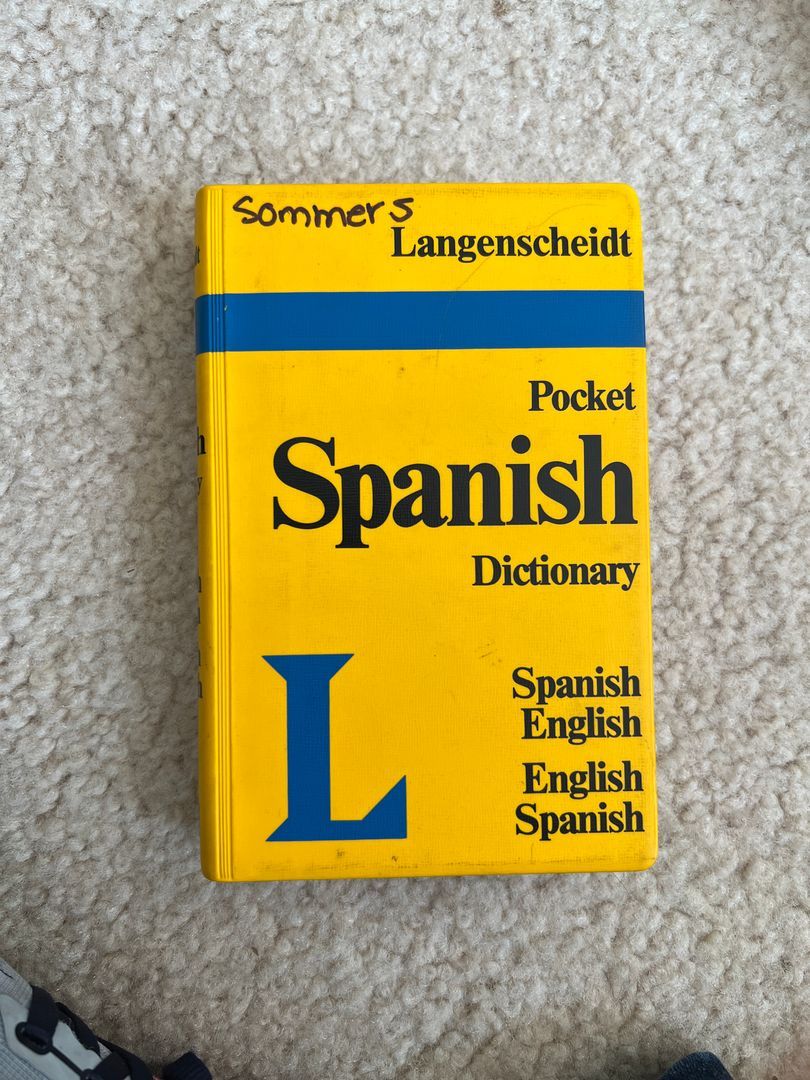 Sommers
Langenscheidt
Pocket
Spanish
Dictionary
L
Spanish
English
English
Spanish